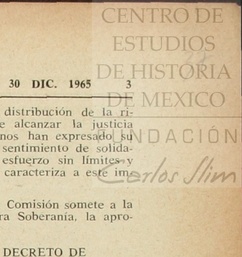 CENTRO DE
ESTUDIOS
DE HISTORIA
DE MEXICO
FUNDACIÓN
Carlos Slim
30 DIC. 1965 3
distribución de la ri-
e alcanzar la justicia
nos han expresado su
sentimiento de solida-
esfuerzo sin límites y
caracteriza a este im-
Comisión somete a la
ra Soberanía, la apro-
DECRETO DE